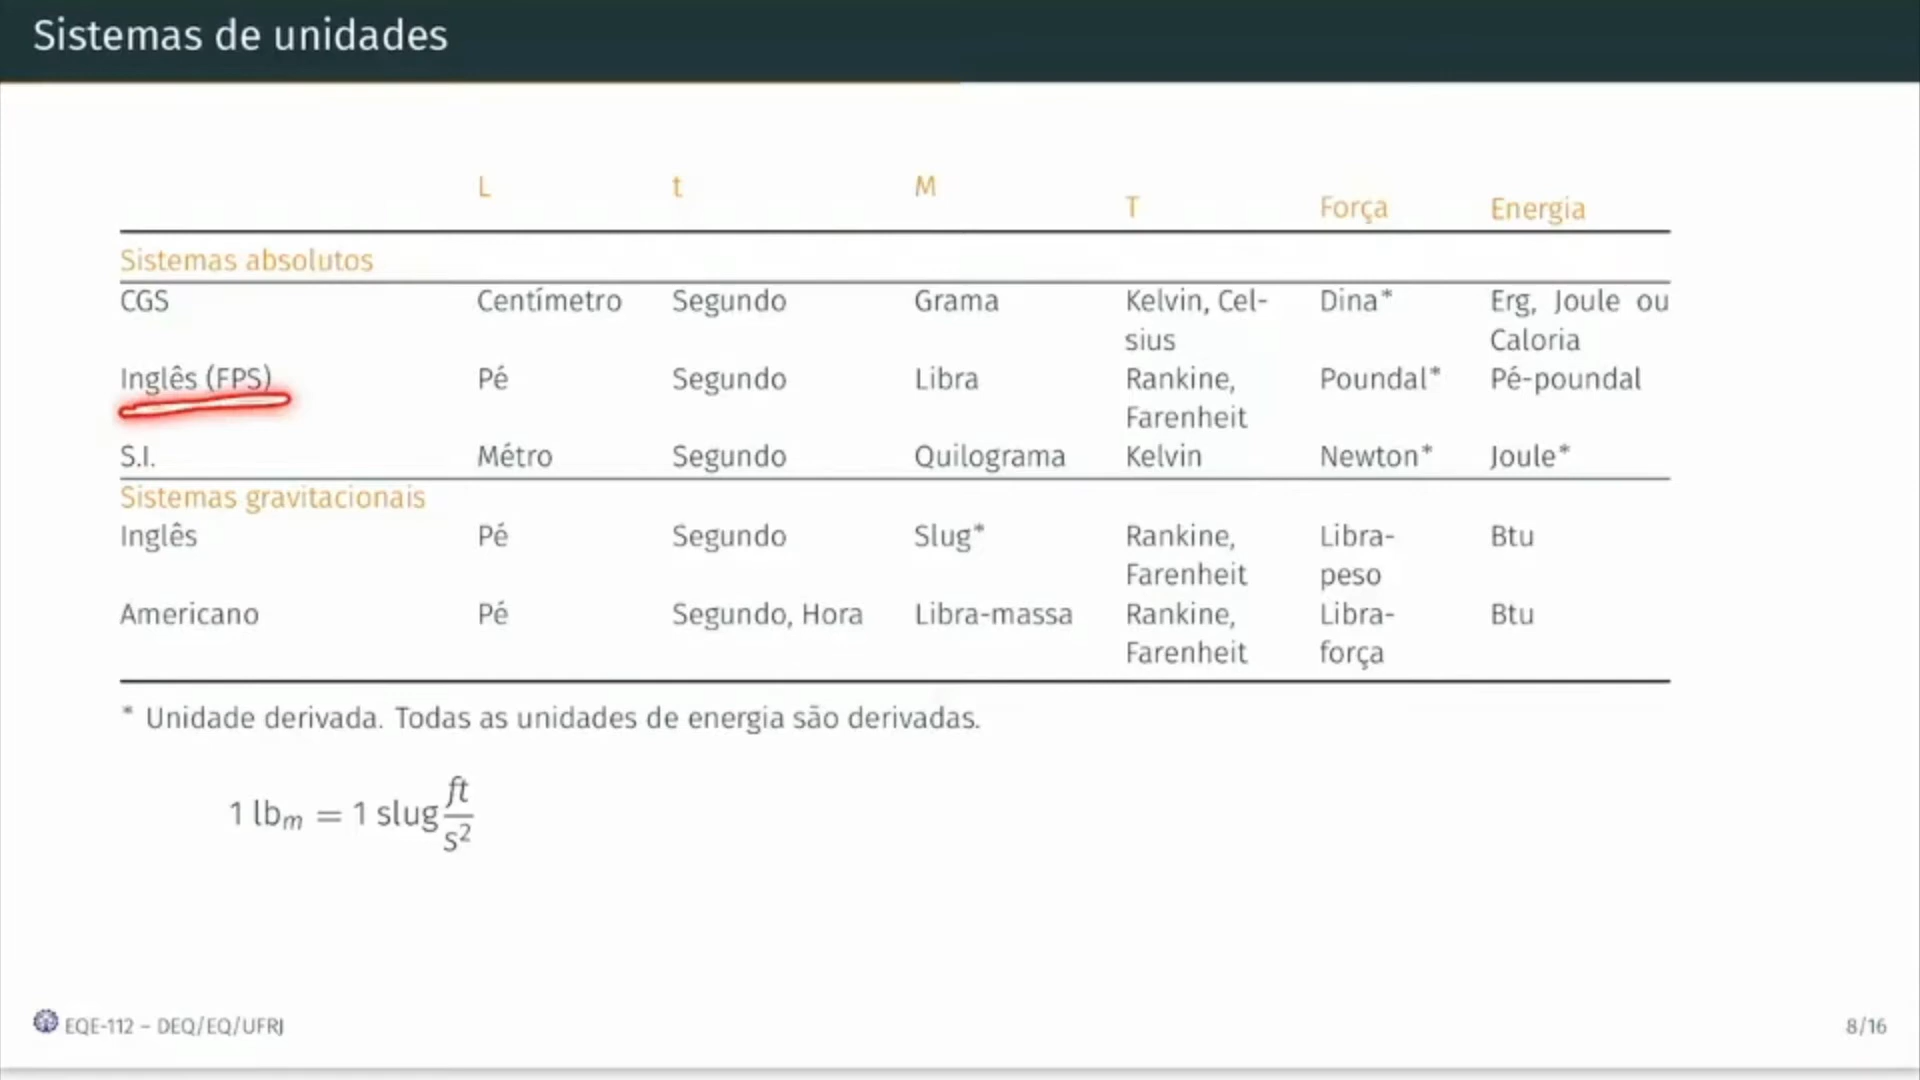 Sistemas de unidades
L t M T Força Energia
Sistemas absolutos
CGS Centímetro Segundo Grama Kelvin, Cel- Dina* Erg, Joule ou
sius Caloria
Inglês (FPS) Pé Segundo Libra Rankine, Poundal* Pé-poundal
Farenheit
S.I. Métro Segundo Quilograma Kelvin Newton* Joule*
Sistemas gravitacionais
Inglês Pé Segundo Slug* Rankine, Libra- Btu
Farenheit peso
Americano Pé Segundo, Hora Libra-massa Rankine, Libra- Btu
Farenheit força
* Unidade derivada. Todas as unidades de energia são derivadas.
1 lbm = 1 slug ft/s²
EQE-112 – DEQ/EQ/UFRJ 8/16